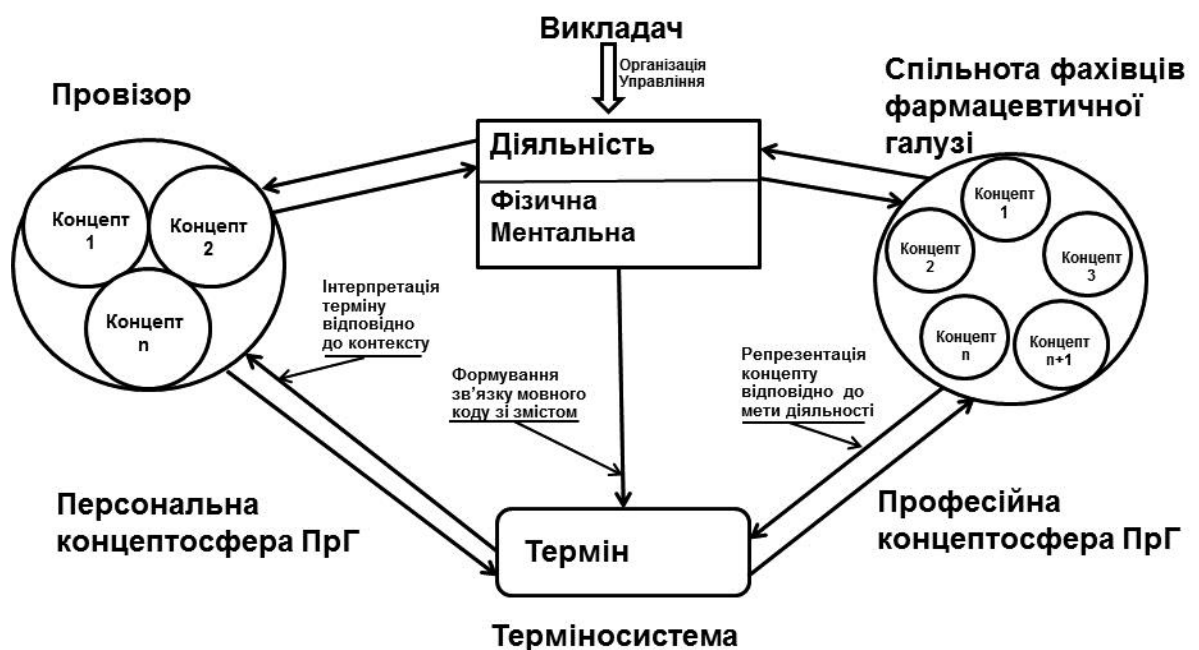 Викладач
Організація
Управління
Провізор
Спільнота фахівців
фармацевтичної
галузі
Діяльність
Фізична
Ментальна
Концепт
1
Концепт
2
Концепт
n
Концепт
1
Концепт
2
Концепт
3
Концепт
n
Концепт
n+1
Інтерпретація
терміну
відповідно
до контексту
Формування
зв’язку мовного
коду зі змістом
Репрезентація
концепту
відповідно до
мети діяльності
Персональна
концептосфера ПрГ
Термін
Професійна
концептосфера ПрГ
Терміносистема